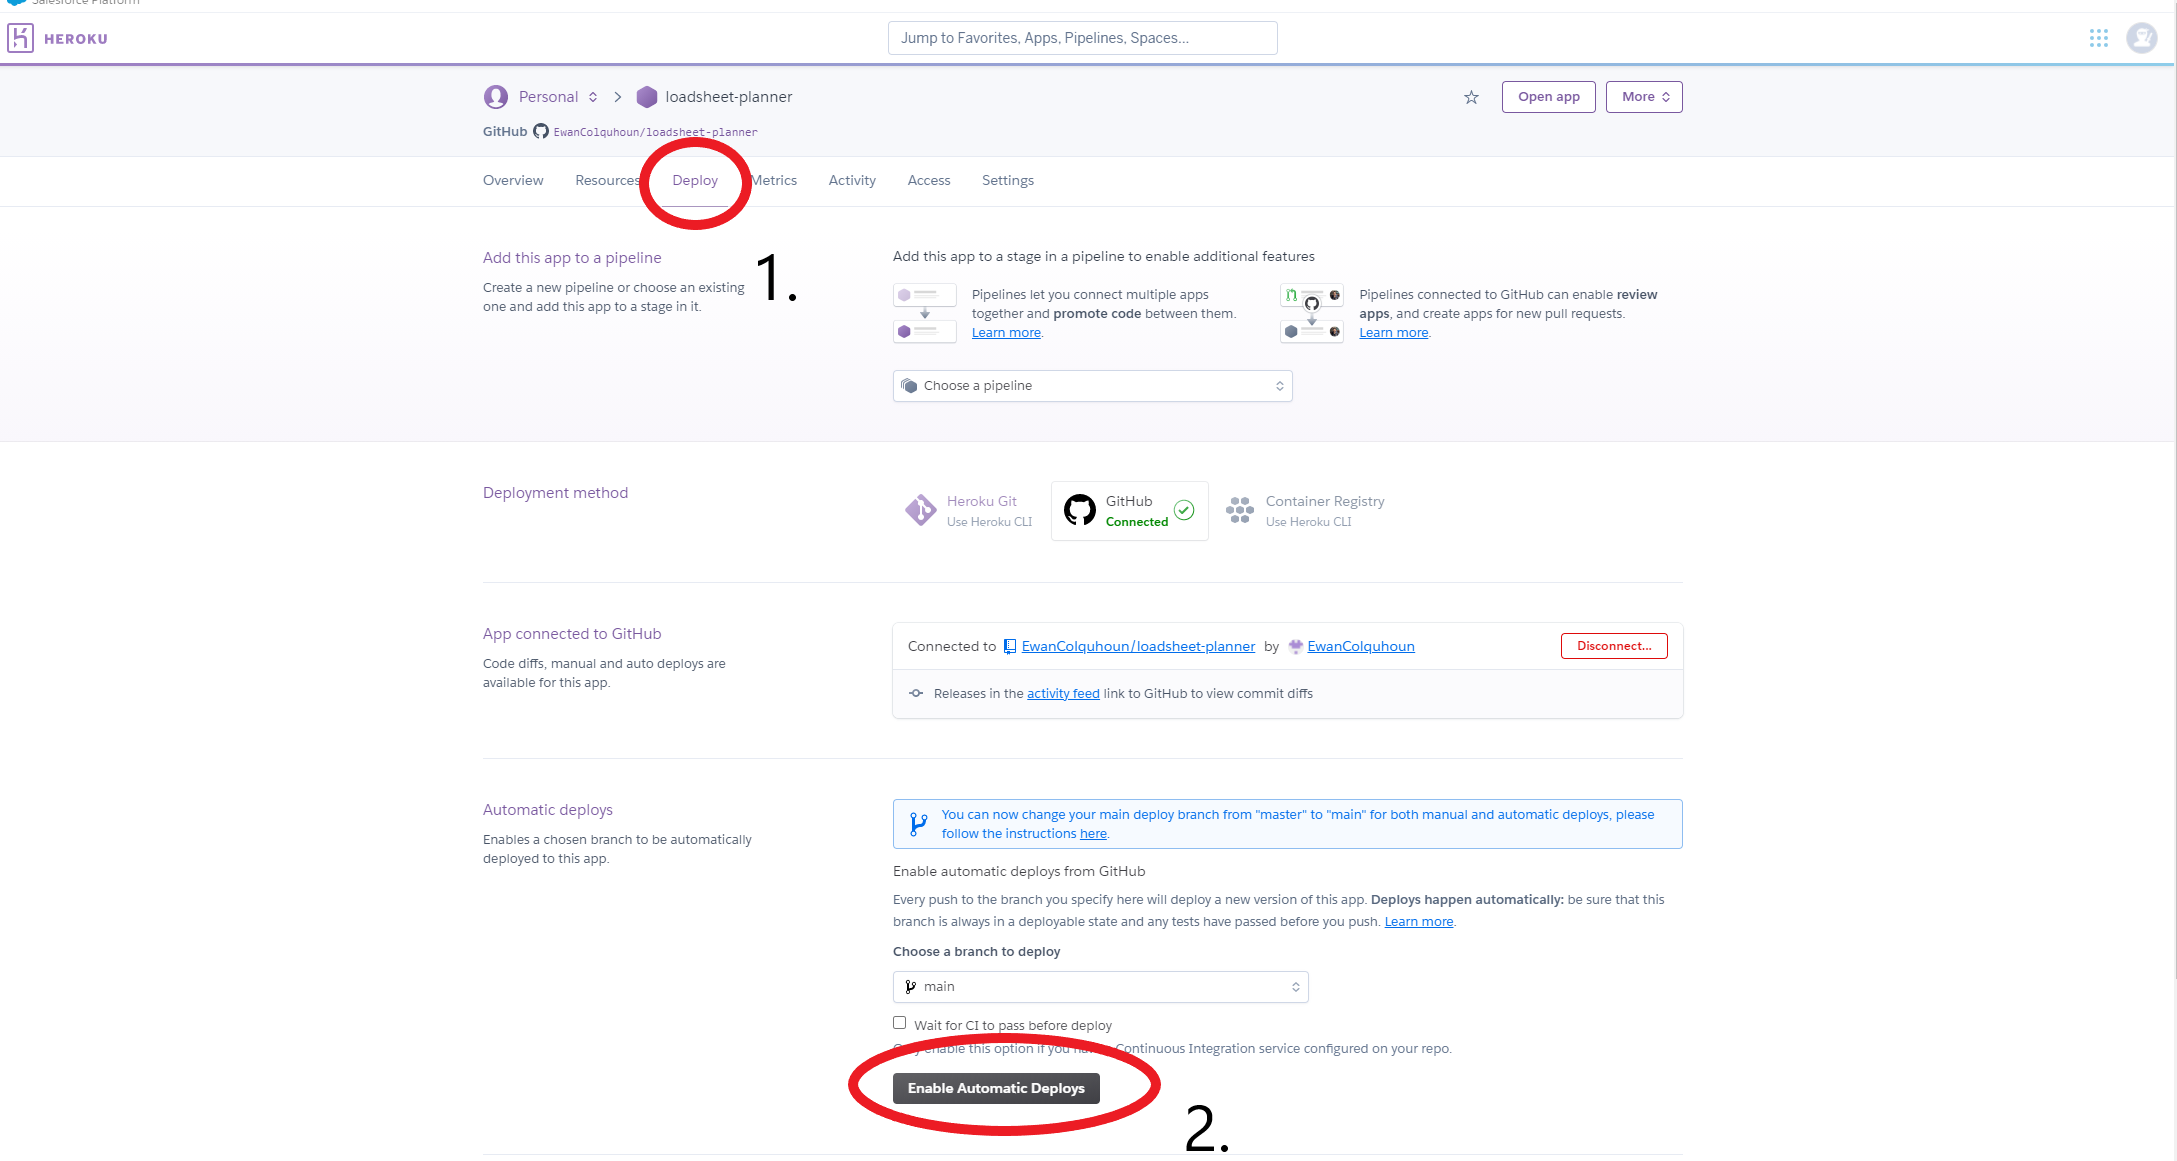 Salesforce Platform
HEROKU
Jump to Favorites, Apps, Pipelines, Spaces...
Personal
loadsheet-planner
Open app
More
GitHub EwanColquhoun/loadsheet-planner
Overview Resources Deploy Metrics Activity Access Settings
1.
Add this app to a pipeline
Create a new pipeline or choose an existing
one and add this app to a stage in it.
Add this app to a stage in a pipeline to enable additional features
Pipelines let you connect multiple apps
together and promote code between them.
Learn more.
Pipelines connected to GitHub can enable review
apps, and create apps for new pull requests.
Learn more.
Choose a pipeline
Deployment method
Heroku Git
Use Heroku CLI
GitHub
Connected
Container Registry
Use Heroku CLI
App connected to GitHub
Code diffs, manual and auto deploys are
available for this app.
Connected to EwanColquhoun/loadsheet-planner by EwanColquhoun
Disconnect...
Releases in the activity feed link to GitHub to view commit diffs
Automatic deploys
Enables a chosen branch to be automatically
deployed to this app.
You can now change your main deploy branch from "master" to "main" for both manual and automatic deploys, please
follow the instructions here.
Enable automatic deploys from GitHub
Every push to the branch you specify here will deploy a new version of this app. Deploys happen automatically: be sure that this
branch is always in a deployable state and any tests have passed before you push. Learn more.
Choose a branch to deploy
main
Wait for CI to pass before deploy
enable this option if you Continuous Integration service configured on your repo.
Enable Automatic Deploys
2.